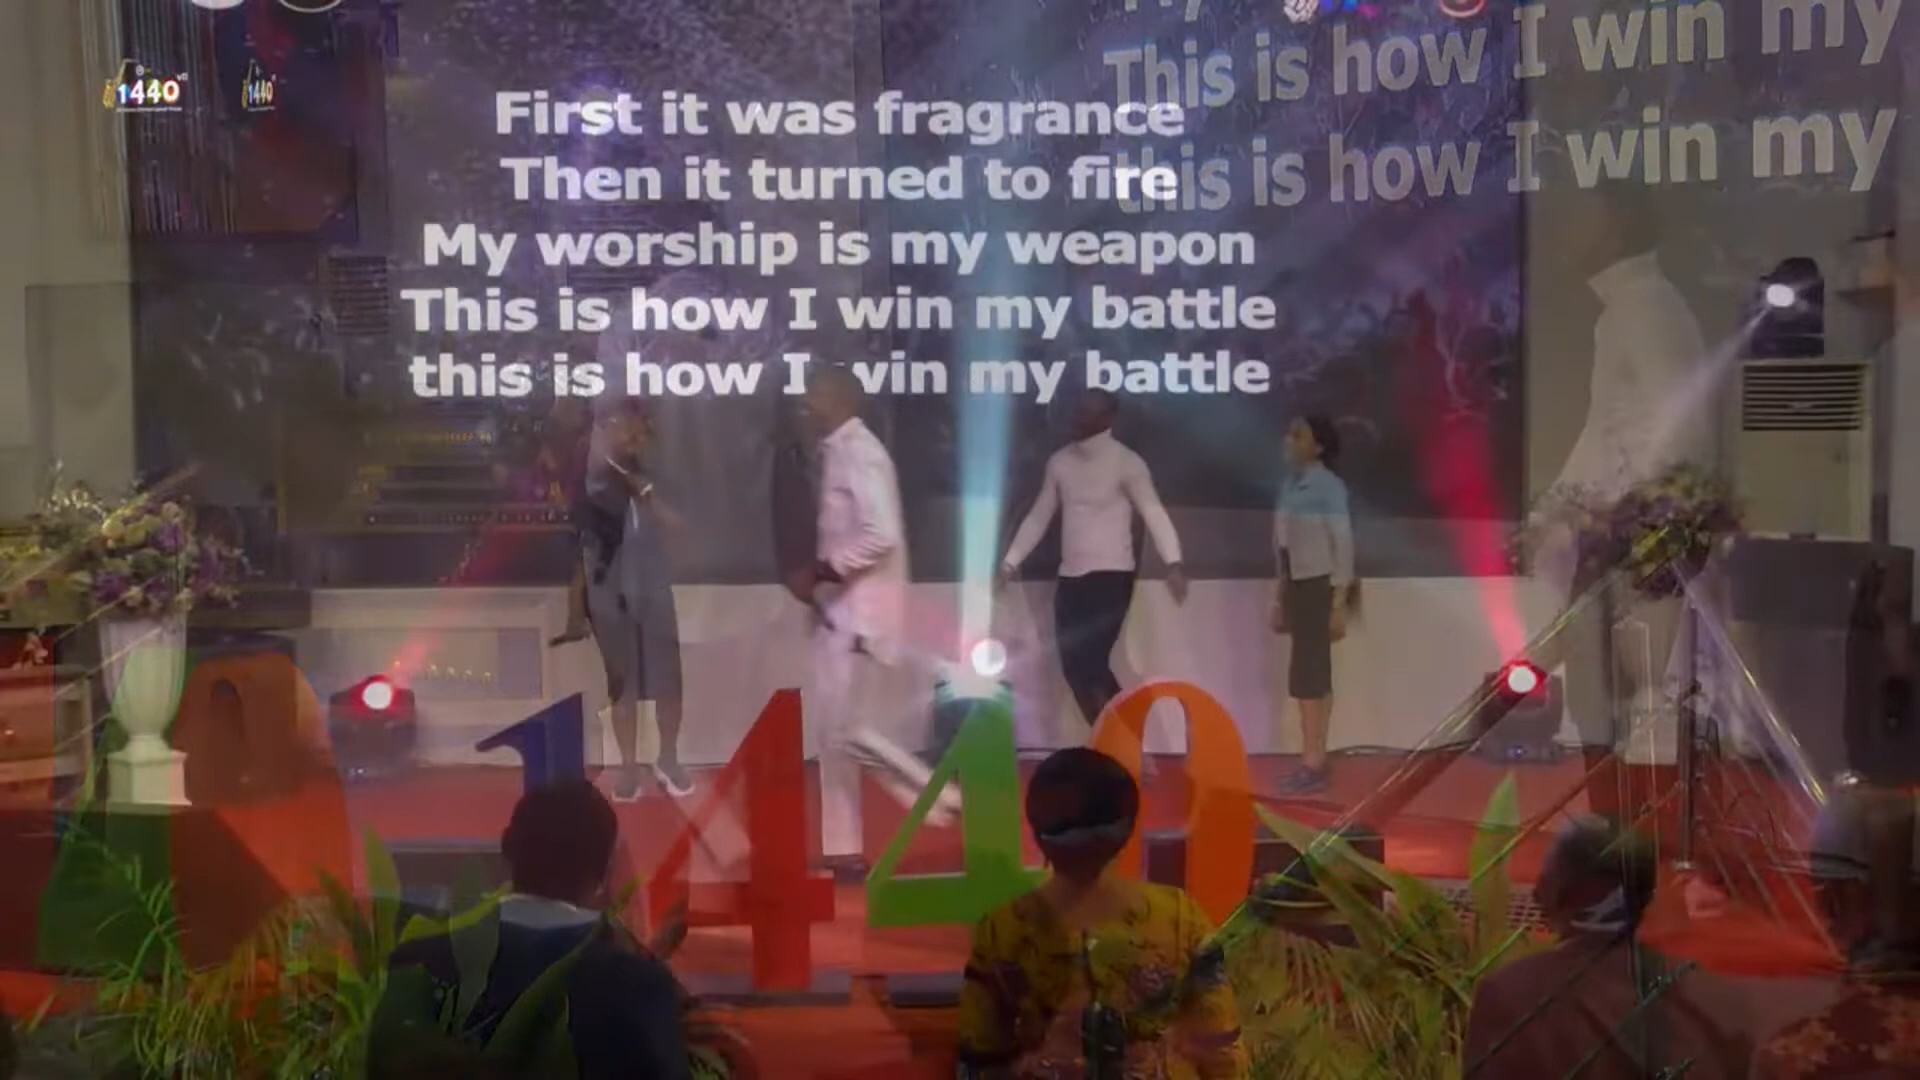 1440
1440
First it was fragrance
Then it turned to fire
My worship is my weapon
This is how I win my battle
this is how I win my battle
This is how I win my
this is how I win my
1440